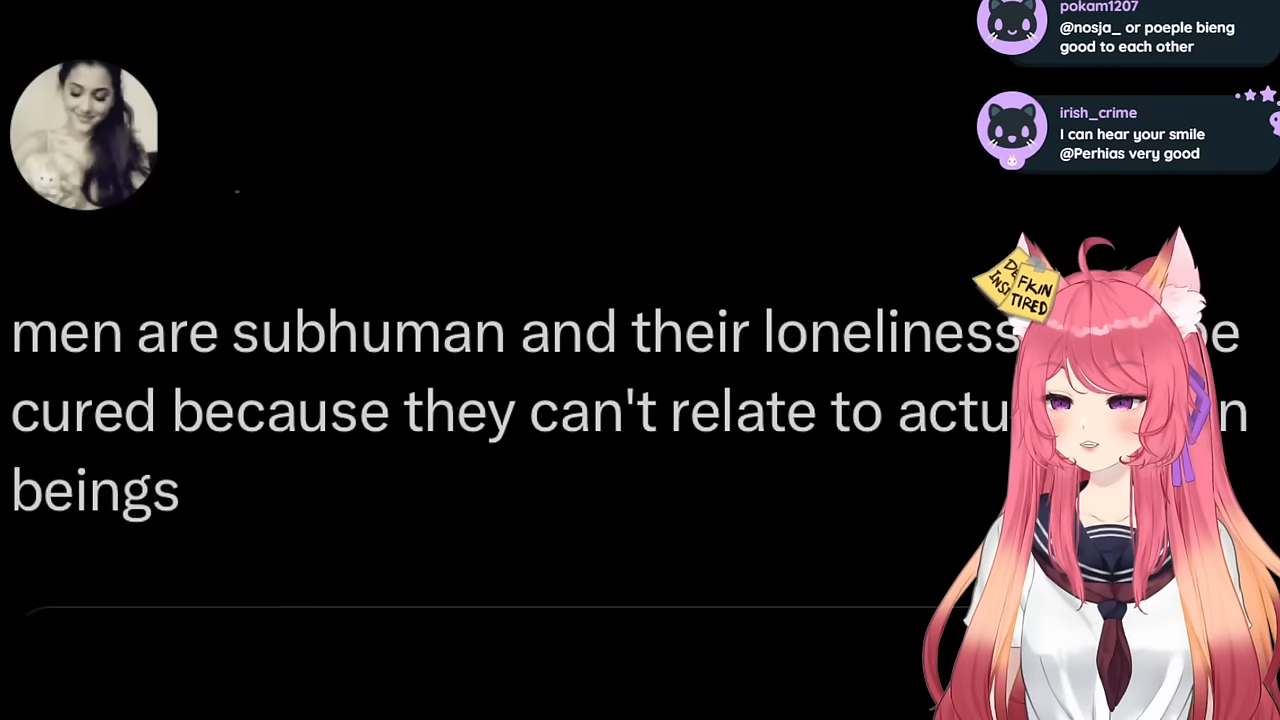 pokam1207
@nosja_ or poeple bieng
good to each other
irish_crime
I can hear your smile
@Perhias very good
FKIN
TIRED
men are subhuman and their loneliness
cured because they can't relate to
beings